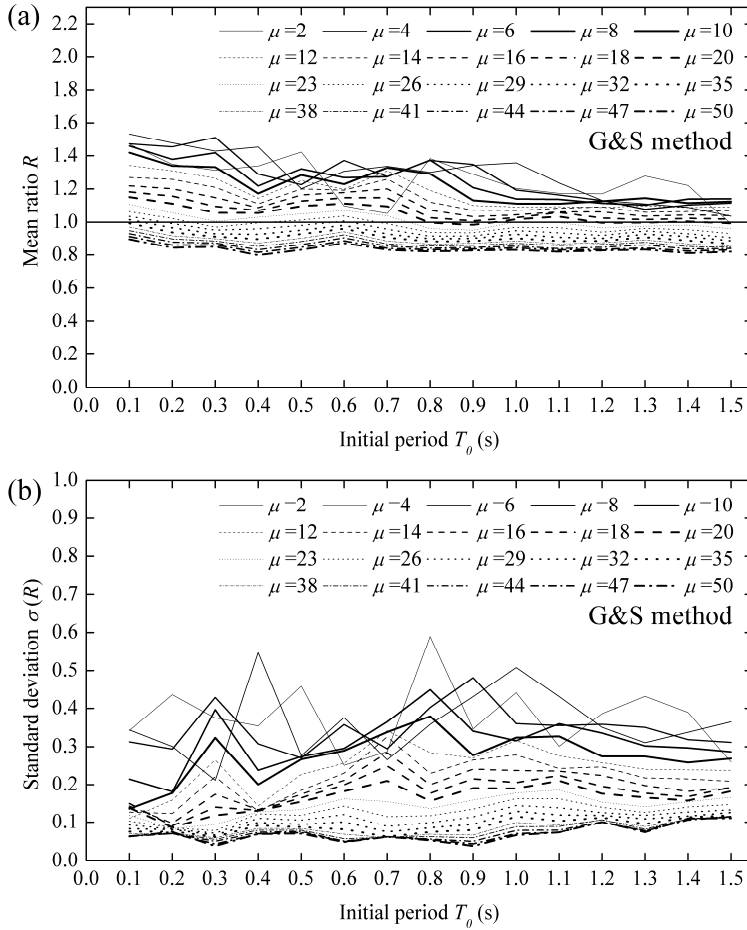 (a)
2.2
2.0
1.8
1.6
1.4
1.2
1.0
0.8
0.6
0.4
0.2
0.0
Mean ratio R
μ=2 μ=4 μ=6 μ=8 μ=10
μ=12 μ=14 μ=16 μ=18 μ=20
μ=23 μ=26 μ=29 μ=32 μ=35
μ=38 μ=41 μ=44 μ=47 μ=50
G&S method
0.0 0.1 0.2 0.3 0.4 0.5 0.6 0.7 0.8 0.9 1.0 1.1 1.2 1.3 1.4 1.5
Initial period T0 (s)
(b)
1.0
0.9
0.8
0.7
0.6
0.5
0.4
0.3
0.2
0.1
0.0
Standard deviation σ(R)
μ=2 μ=4 μ=6 μ=8 μ=10
μ=12 μ=14 μ=16 μ=18 μ=20
μ=23 μ=26 μ=29 μ=32 μ=35
μ=38 μ=41 μ=44 μ=47 μ=50
G&S method
0.0 0.1 0.2 0.3 0.4 0.5 0.6 0.7 0.8 0.9 1.0 1.1 1.2 1.3 1.4 1.5
Initial period T0 (s)